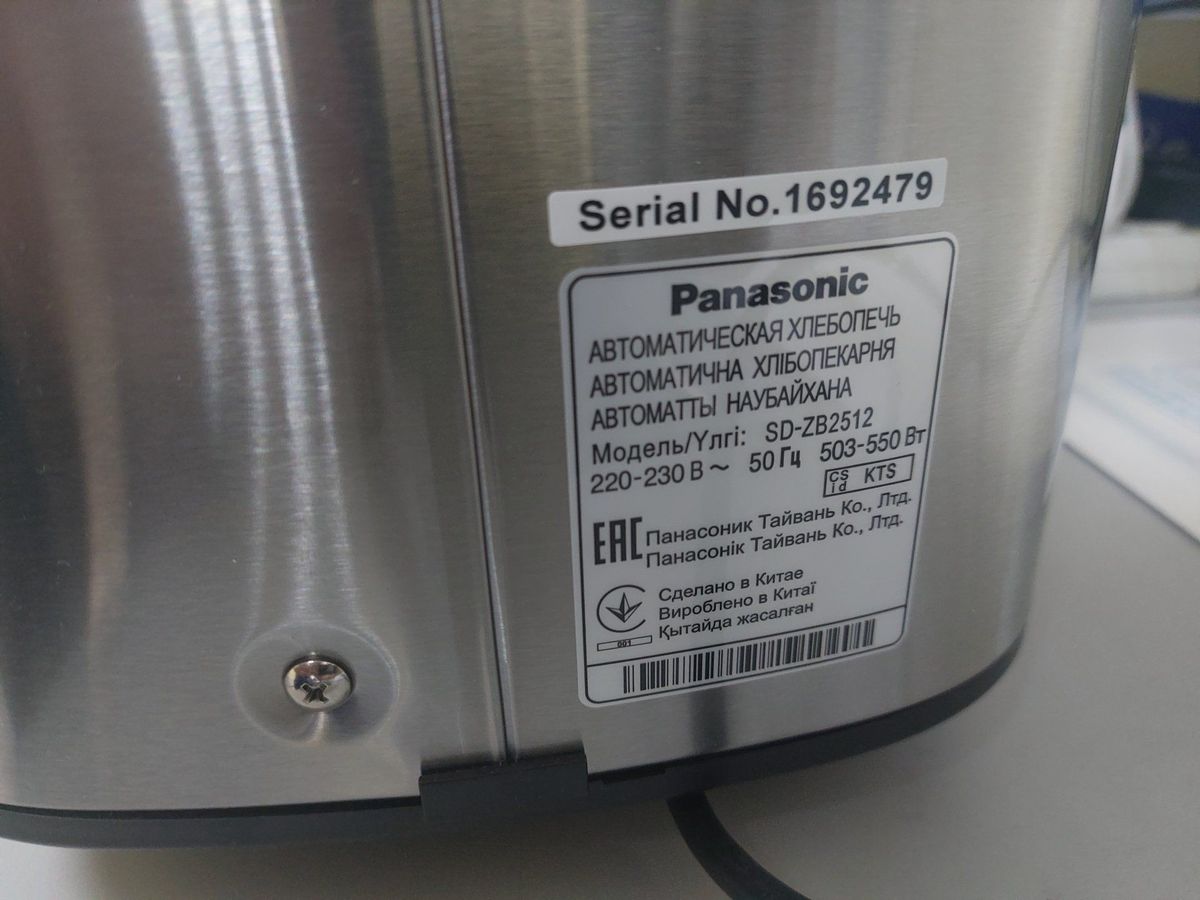 Serial No.1692479
Panasonic
АВТОМАТИЧЕСКАЯ ХЛЕБОПЕЧЬ
АВТОМАТИЧНА ХЛІБОПЕКАРНЯ
АВТОМАТТЫ НАУБАЙХАНА
Модель/Үлгі: SD-ZB2512
220-230 В ~ 50 Гц 503-550 Вт
CS id KTS
EAC Панасоник Тайвань Ко., Лтд.
Панасонік Тайвань Ко., Лтд.
Сделано в Китае
Вироблено в Китаї
Қытайда жасалған
001